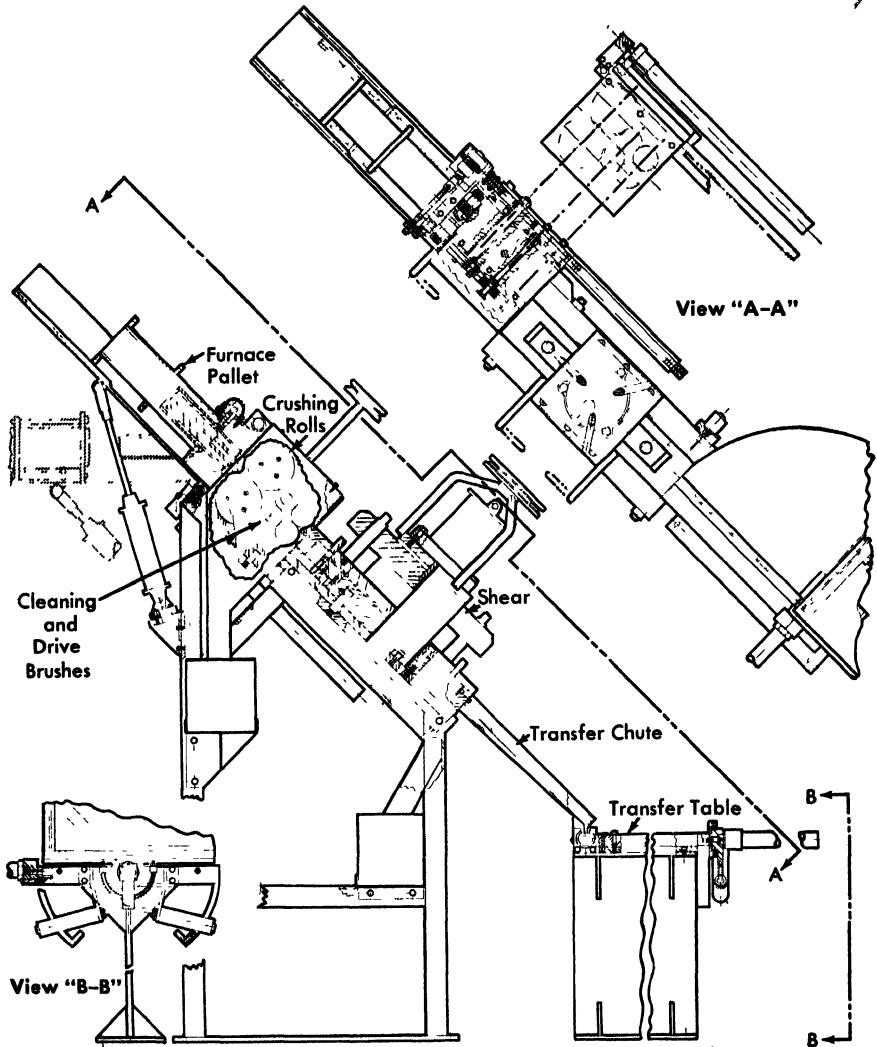 A
View "A–A"
Furnace
Pallet
Crushing
Rolls
Cleaning
and
Drive
Brushes
Shear
Transfer Chute
Transfer Table
B
A
View "B–B"
B